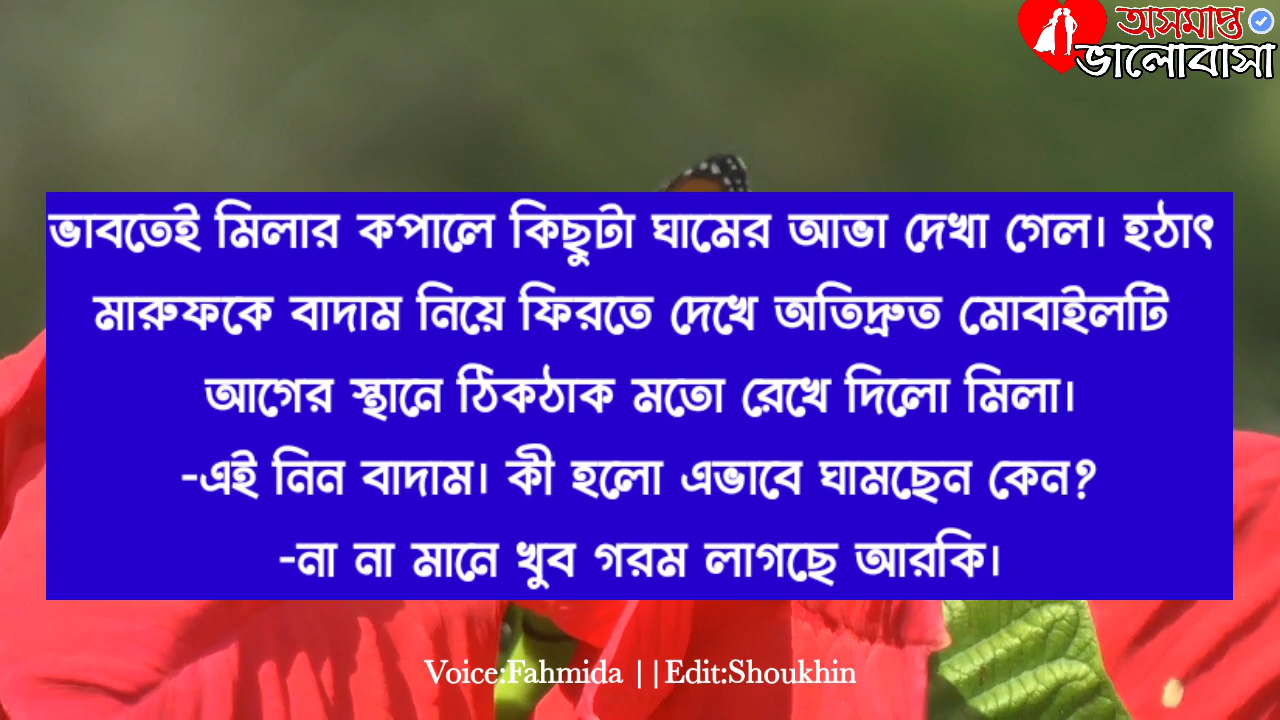 অসমাপ্ত
ভালোবাসা
ভাবতেই মিলার কপালে কিছুটা ঘামের আভা দেখা গেল। হঠাৎ
মারুফকে বাদাম নিয়ে ফিরতে দেখে অতিদ্রুত মোবাইলটি
আগের স্থানে ঠিকঠাক মতো রেখে দিলো মিলা।
-এই নিন বাদাম। কী হলো এভাবে ঘামছেন কেন?
-না না মানে খুব গরম লাগছে আরকি।
Voice:Fahmida ||Edit:Shoukhin